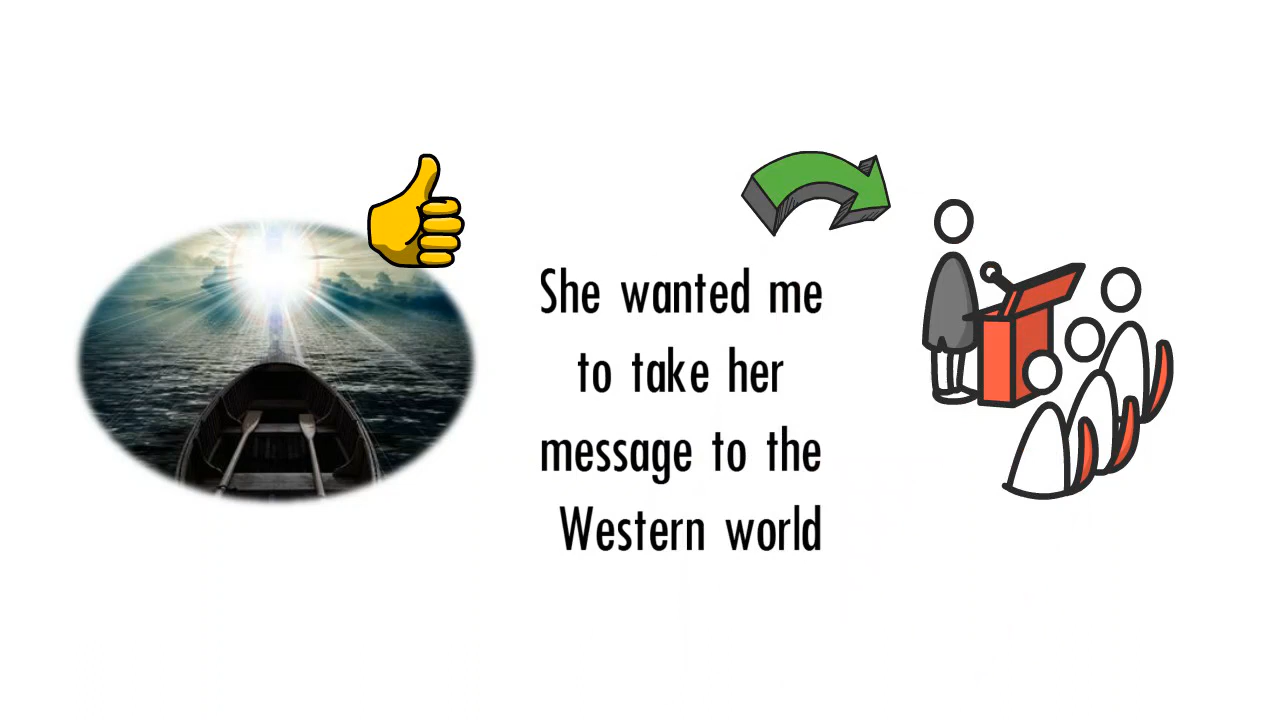 She wanted me
to take her
message to the
Western world